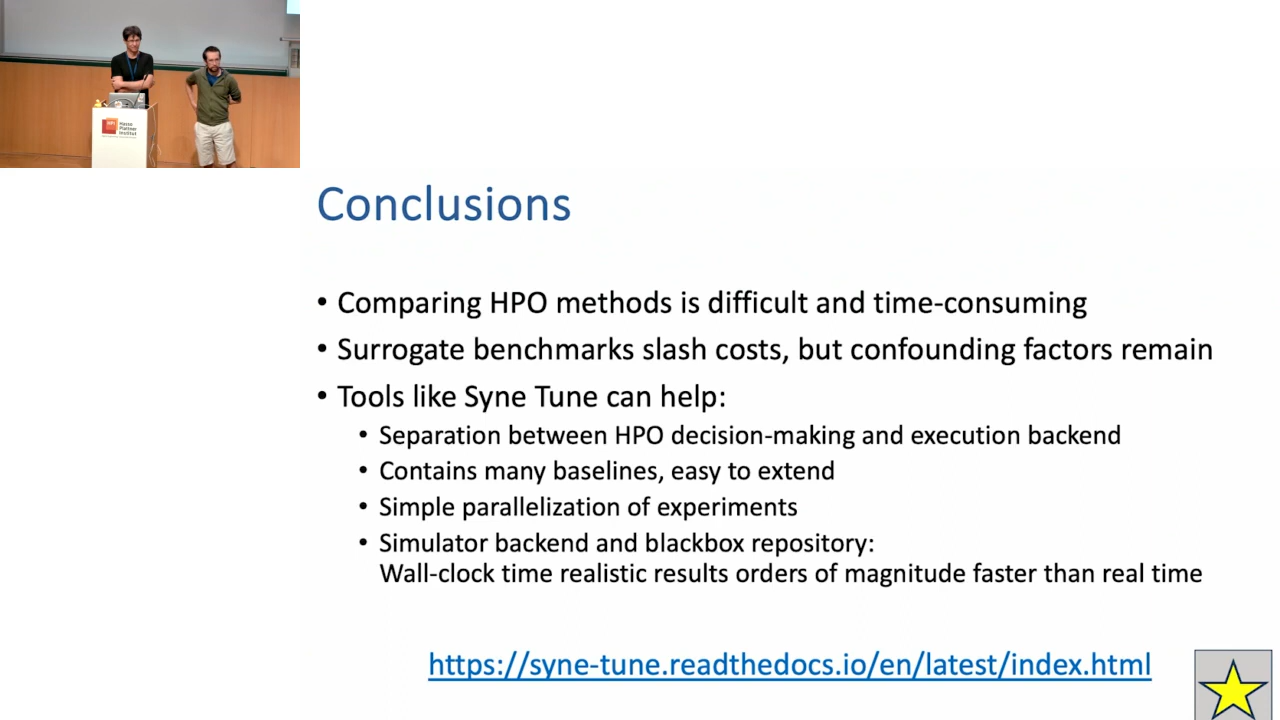 Hasso
Plattner
Institut
Conclusions
• Comparing HPO methods is difficult and time-consuming
• Surrogate benchmarks slash costs, but confounding factors remain
• Tools like Syne Tune can help:
• Separation between HPO decision-making and execution backend
• Contains many baselines, easy to extend
• Simple parallelization of experiments
• Simulator backend and blackbox repository:
Wall-clock time realistic results orders of magnitude faster than real time
https://syne-tune.readthedocs.io/en/latest/index.html